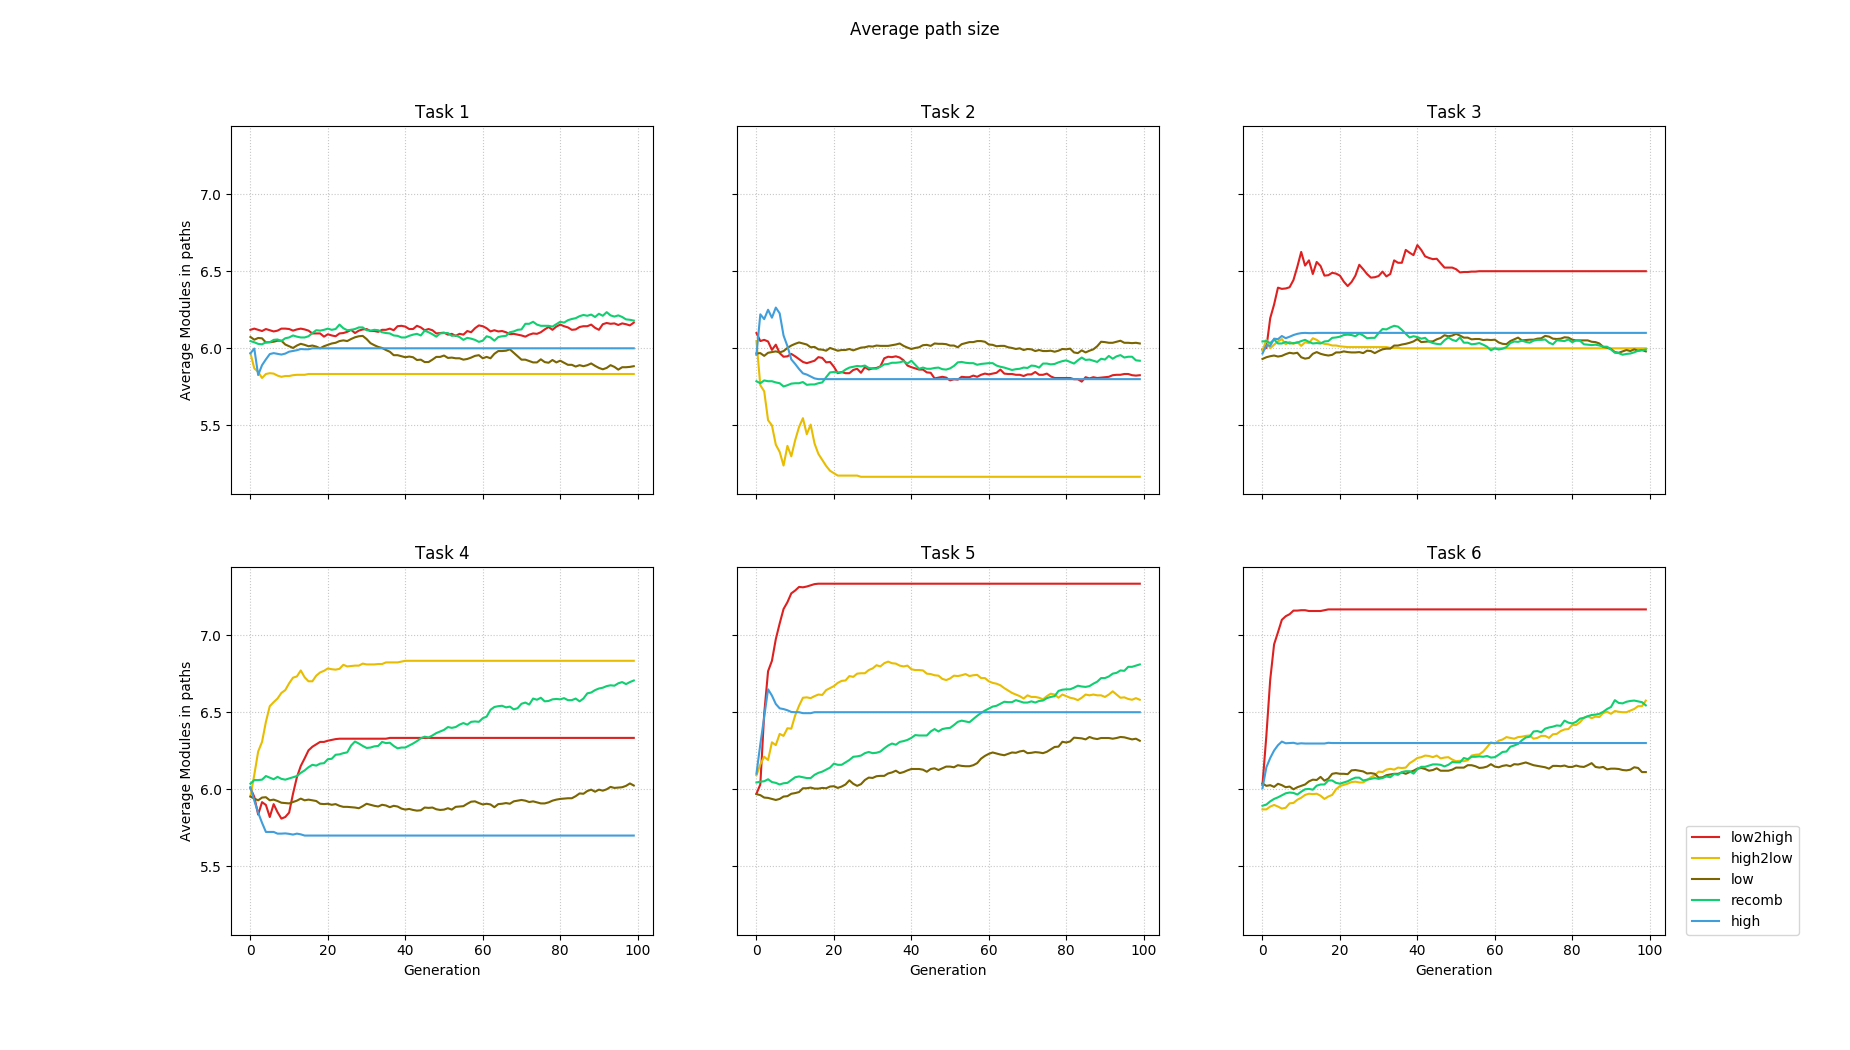 Average path size
Task 1
Task 2
Task 3
Average Modules in paths
7.0
6.5
6.0
5.5
Task 4
Task 5
Task 6
Average Modules in paths
7.0
6.5
6.0
5.5
0 20 40 60 80 100
0 20 40 60 80 100
0 20 40 60 80 100
Generation
Generation
Generation
low2high
high2low
low
recomb
high